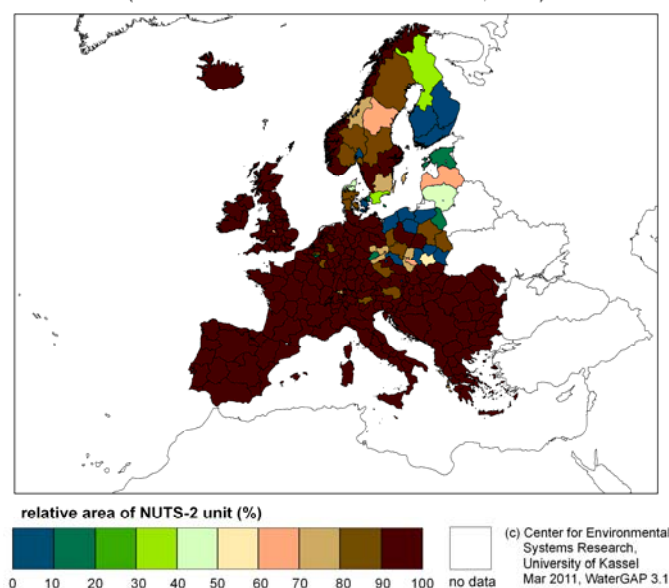 relative area of NUTS-2 unit (%)
0 10 20 30 40 50 60 70 80 90 100
no data
(c) Center for Environmental
Systems Research,
University of Kassel
Mar 2011, WaterGAP 3.1